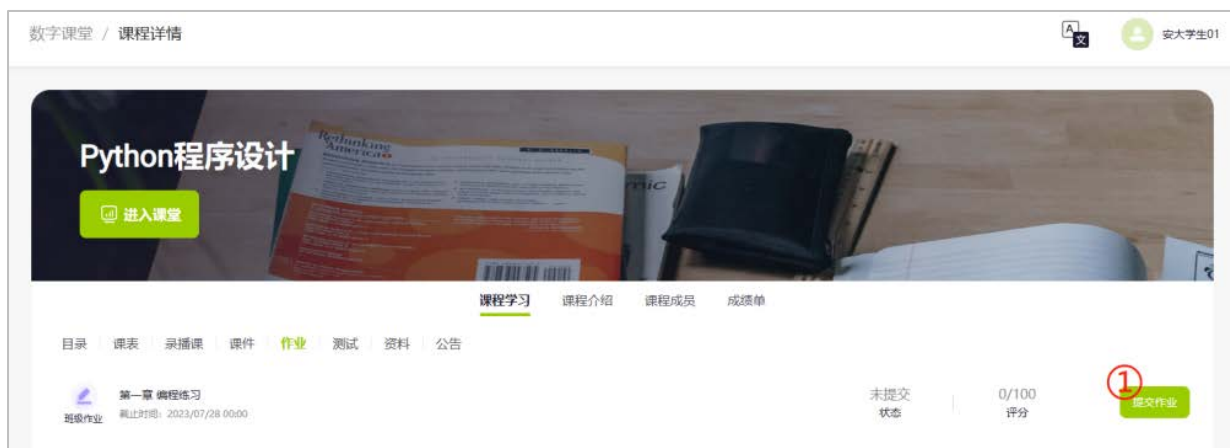 数字课堂 / 课程详情
安大学生01
Python程序设计
进入课堂
Rethinking
America
课程学习 课程介绍 课程成员 成绩单
目录 课表 录播课 课件 作业 测试 资料 公告
班级作业
第一章 编程练习
截止时间：2023/07/28 00:00
未提交
状态
0/100
评分
①
提交作业